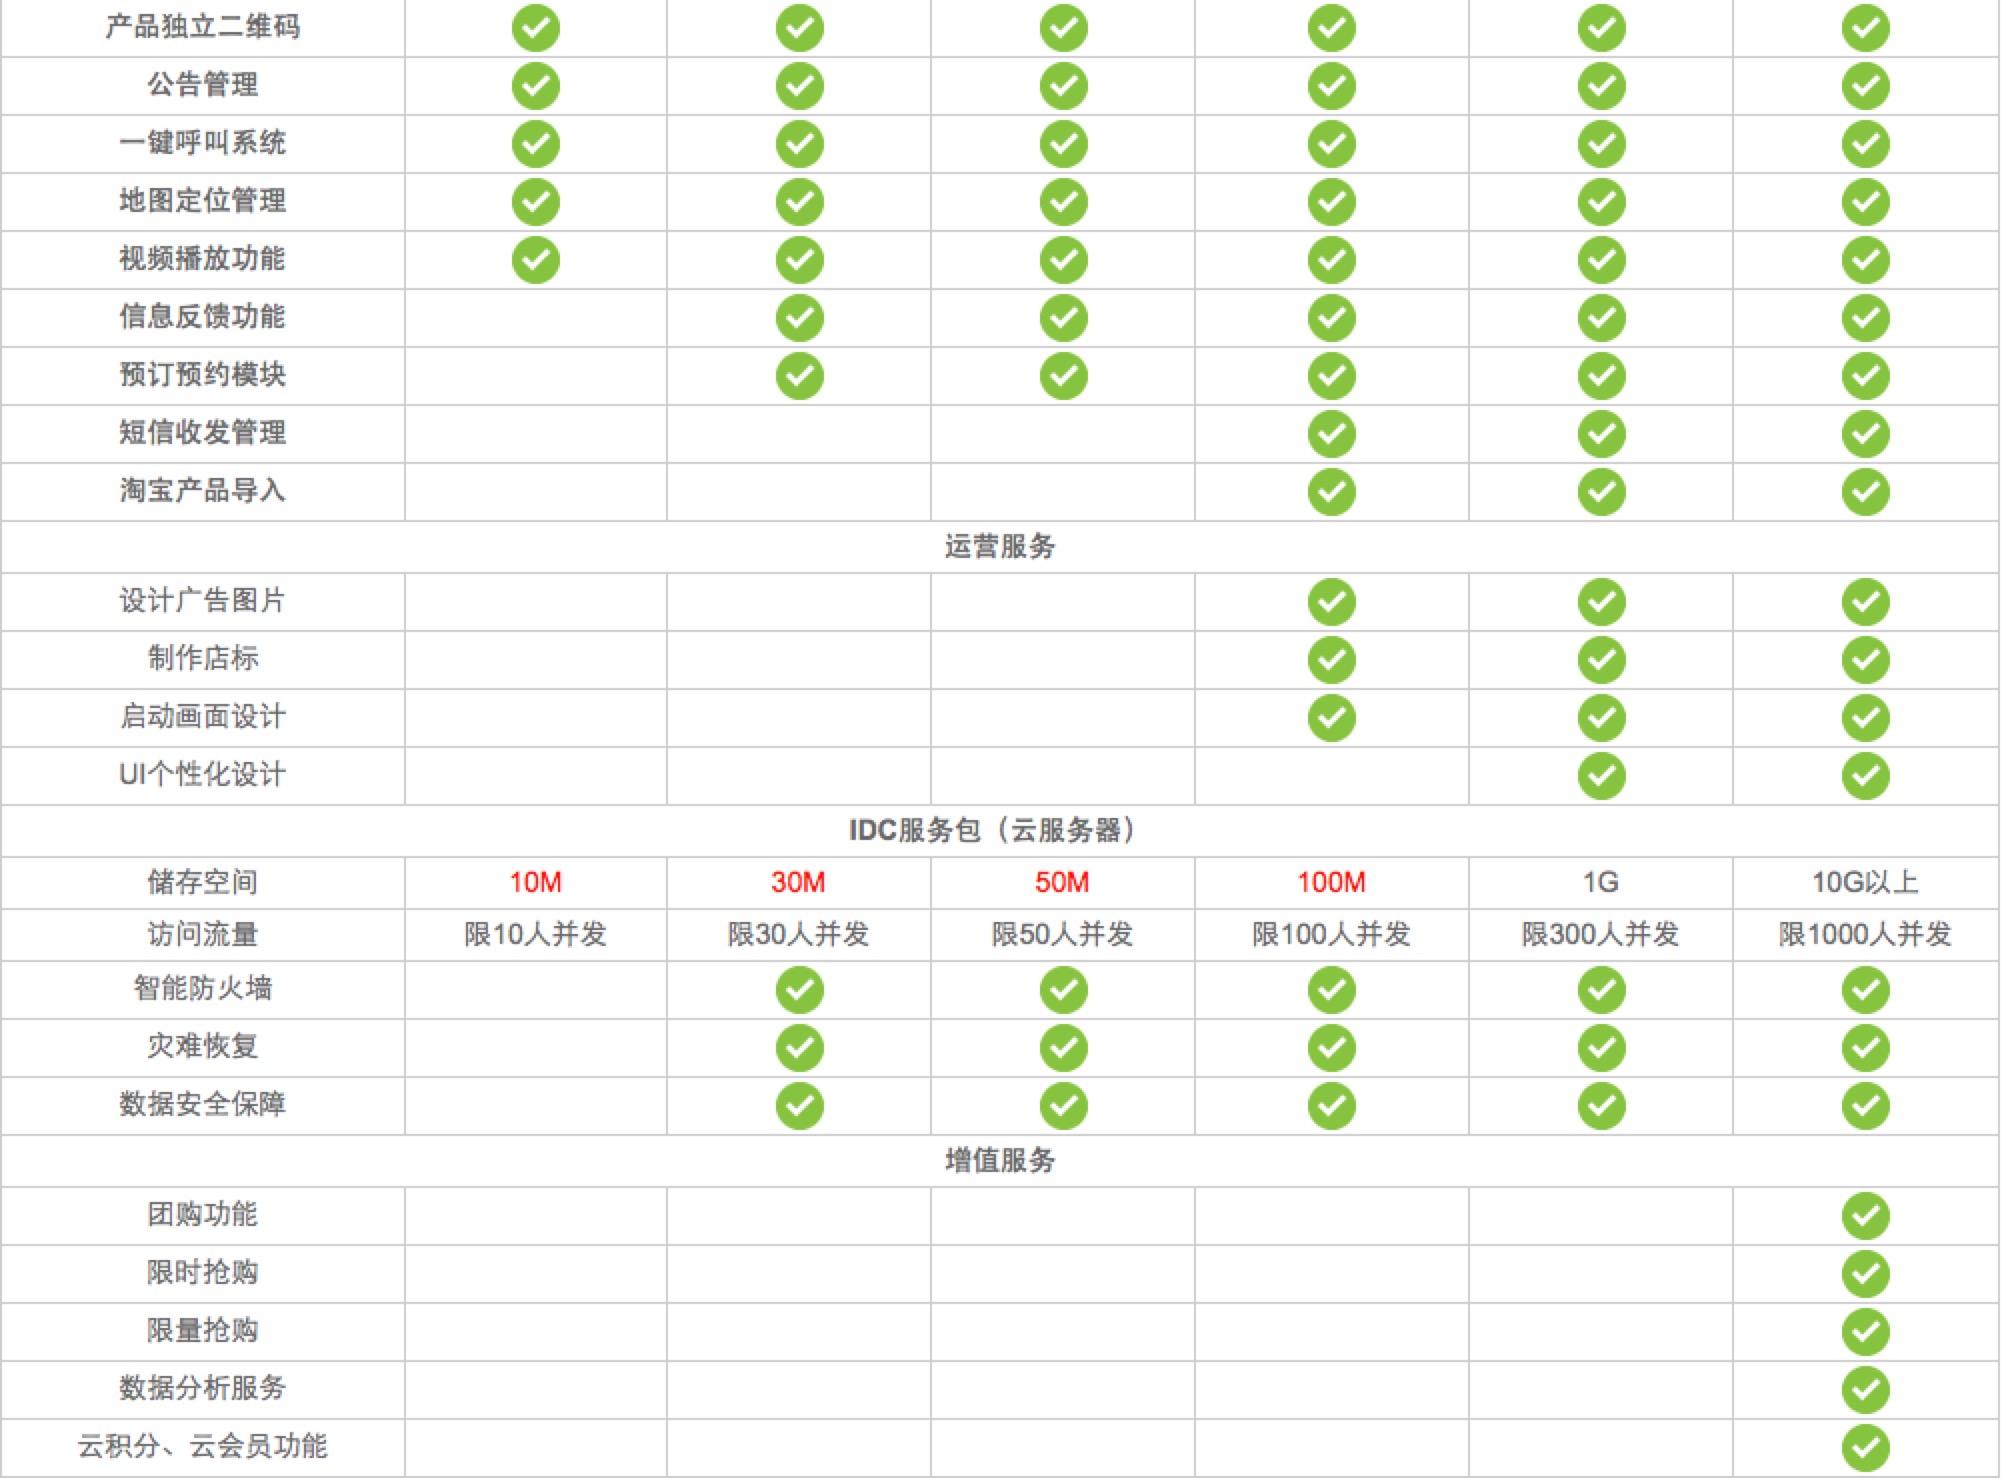 产品独立二维码
公告管理
一键呼叫系统
地图定位管理
视频播放功能
信息反馈功能
预订预约模块
短信收发管理
淘宝产品导入
运营服务
设计广告图片
制作店标
启动画面设计
UI个性化设计
IDC服务包（云服务器）
储存空间 10M 30M 50M 100M 1G 10G以上
访问流量 限10人并发 限30人并发 限50人并发 限100人并发 限300人并发 限1000人并发
智能防火墙
灾难恢复
数据安全保障
增值服务
团购功能
限时抢购
限量抢购
数据分析服务
云积分、云会员功能